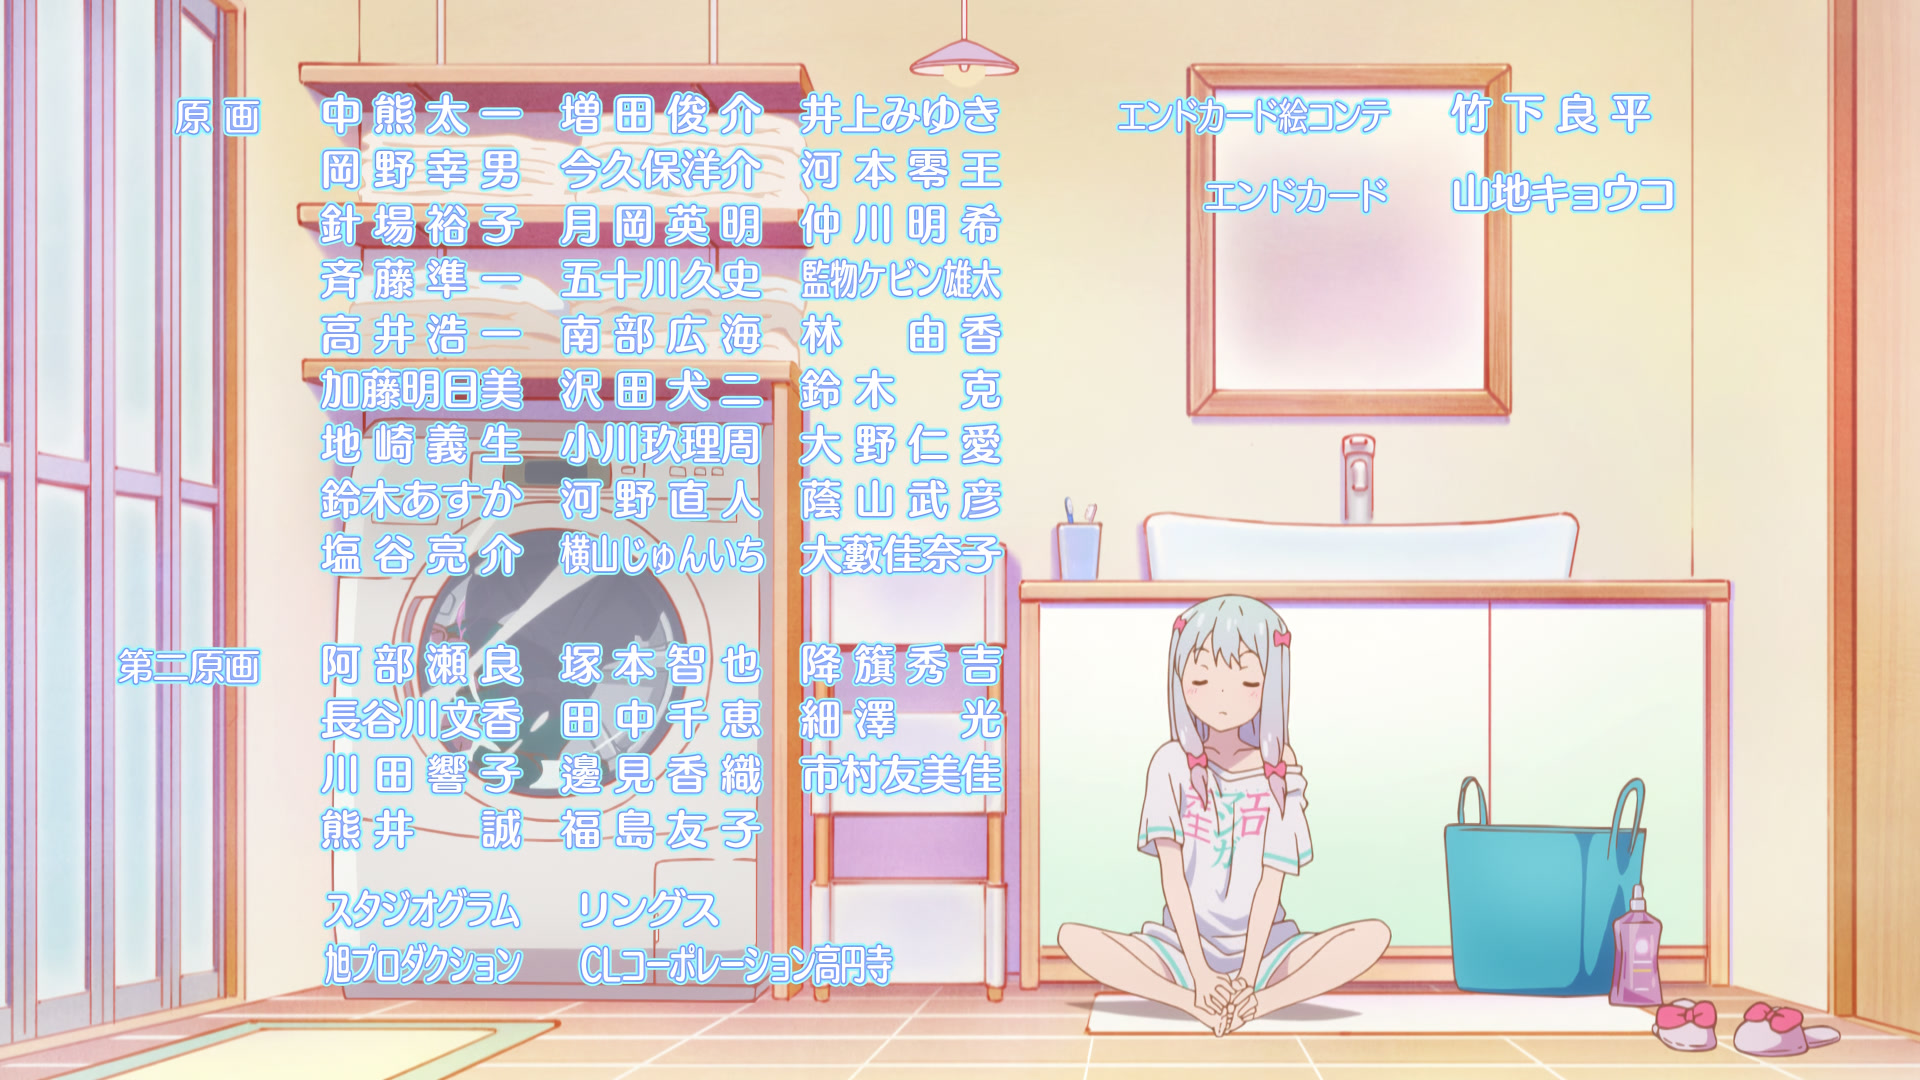 原画 中熊太一 増田俊介 井上みゆき
岡野幸男 今久保洋介 河本零王
針場裕子 月岡英明 仲川明希
斉藤準一 五十川久史 監物ケビン雄太
高井浩一 南部広海 林由香
加藤明日美 沢田犬二 鈴木克
地崎義生 小川玖理周 大野仁愛
鈴木あすか 河野直人 蔭山武彦
塩谷亮介 横山じゅんいち 大藪佳奈子
第二原画 阿部瀬良 塚本智也 降籏秀吉
長谷川文香 田中千恵 細澤光
川田響子 邊見香織 市村友美佳
熊井誠 福島友子
スタジオグラム リングス
旭プロダクション CLコーポレーション高円寺
エンドカード絵コンテ 竹下良平
エンドカード 山地キョウコ
エロ
マンガ
先生